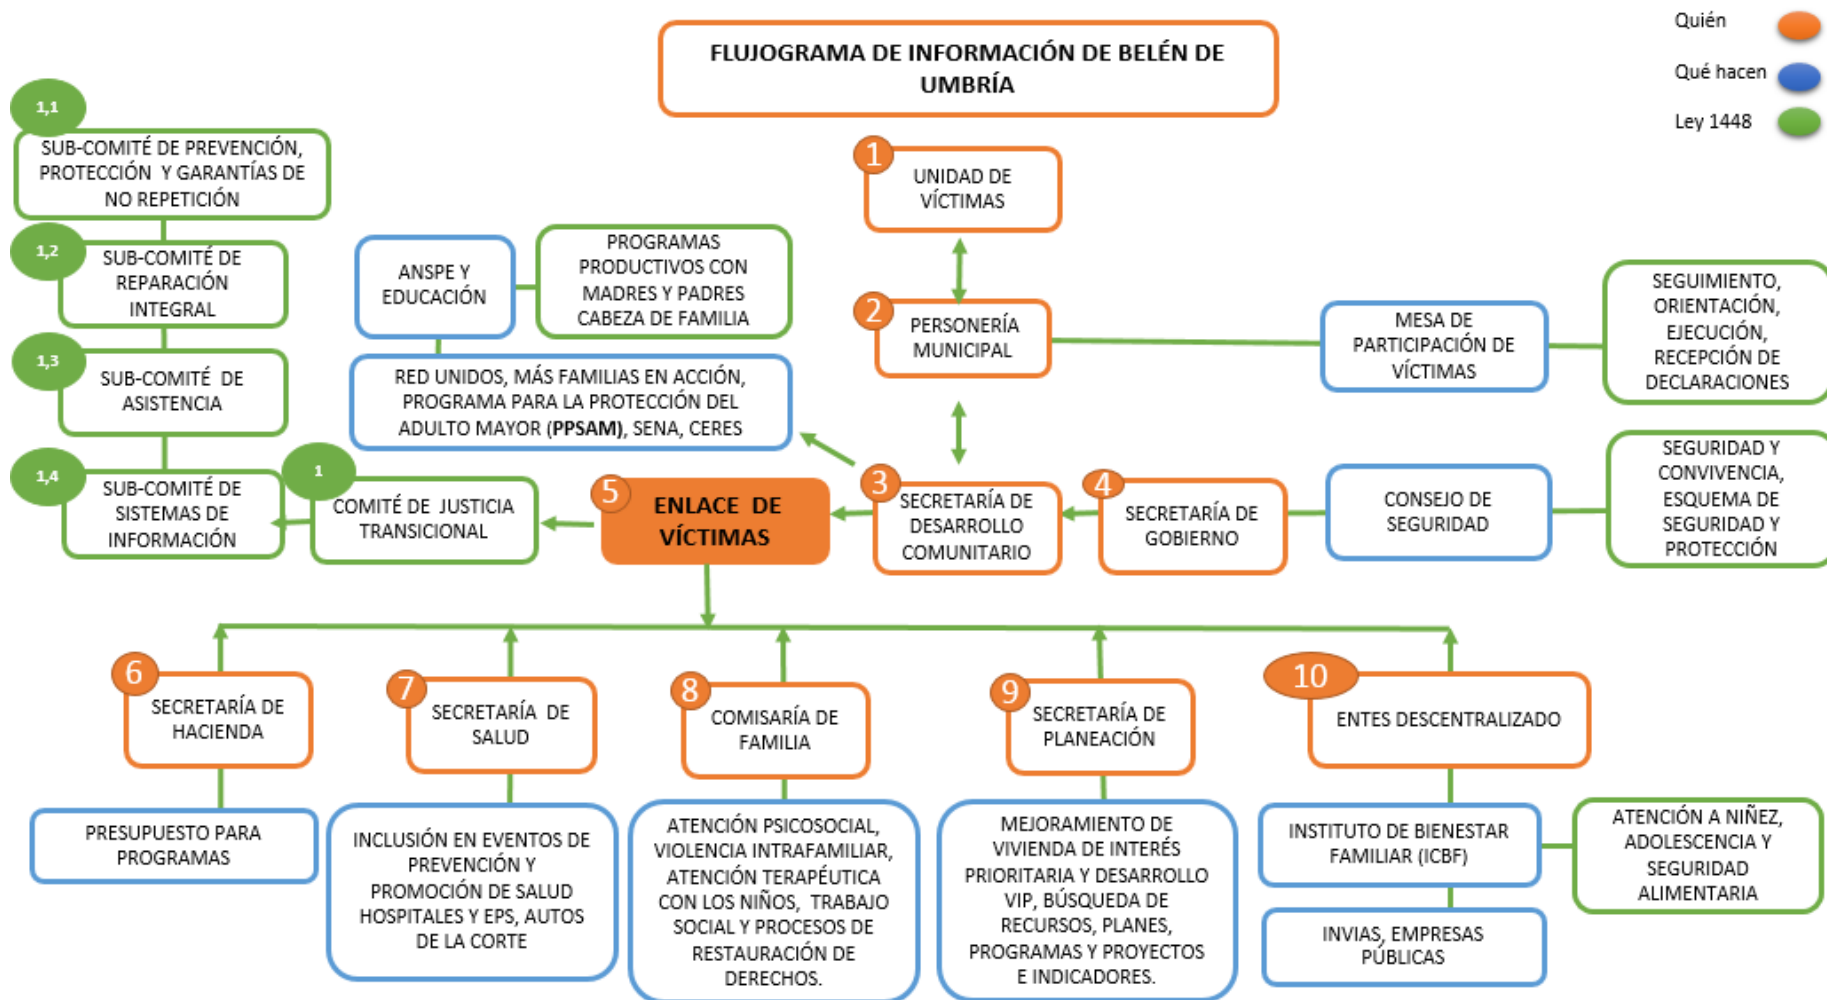 FLUJOGRAMA DE INFORMACIÓN DE BELÉN DE
UMBRÍA
Quién
Qué hacen
Ley 1448
1,1
SUB-COMITÉ DE PREVENCIÓN,
PROTECCIÓN Y GARANTÍAS DE
NO REPETICIÓN
1,2
SUB-COMITÉ DE
REPARACIÓN
INTEGRAL
1,3
SUB-COMITÉ DE
ASISTENCIA
1,4
SUB-COMITÉ DE
SISTEMAS DE
INFORMACIÓN
1
COMITÉ DE JUSTICIA
TRANSICIONAL
ANSPE Y
EDUCACIÓN
PROGRAMAS
PRODUCTIVOS CON
MADRES Y PADRES
CABEZA DE FAMILIA
RED UNIDOS, MÁS FAMILIAS EN ACCIÓN,
PROGRAMA PARA LA PROTECCIÓN DEL
ADULTO MAYOR (PPSAM), SENA, CERES
1
UNIDAD DE
VÍCTIMAS
2
PERSONERÍA
MUNICIPAL
MESA DE
PARTICIPACIÓN DE
VÍCTIMAS
SEGUIMIENTO,
ORIENTACIÓN,
EJECUCIÓN,
RECEPCIÓN DE
DECLARACIONES
5
ENLACE DE
VÍCTIMAS
3
SECRETARÍA DE
DESARROLLO
COMUNITARIO
4
SECRETARÍA DE
GOBIERNO
CONSEJO DE
SEGURIDAD
SEGURIDAD Y
CONVIVENCIA,
ESQUEMA DE
SEGURIDAD Y
PROTECCIÓN
6
SECRETARÍA DE
HACIENDA
PRESUPUESTO PARA
PROGRAMAS
7
SECRETARÍA DE
SALUD
INCLUSIÓN EN EVENTOS DE
PREVENCIÓN Y
PROMOCIÓN DE SALUD
HOSPITALES Y EPS, AUTOS
DE LA CORTE
8
COMISARÍA DE
FAMILIA
ATENCIÓN PSICOSOCIAL,
VIOLENCIA INTRAFAMILIAR,
ATENCIÓN TERAPÉUTICA
CON LOS NIÑOS, TRABAJO
SOCIAL Y PROCESOS DE
RESTAURACIÓN DE
DERECHOS.
9
SECRETARÍA DE
PLANEACIÓN
MEJORAMIENTO DE
VIVIENDA DE INTERÉS
PRIORITARIA Y DESARROLLO
VIP, BÚSQUEDA DE
RECURSOS, PLANES,
PROGRAMAS Y PROYECTOS
E INDICADORES.
10
ENTES DESCENTRALIZADO
INSTITUTO DE BIENESTAR
FAMILIAR (ICBF)
ATENCIÓN A NIÑEZ,
ADOLESCENCIA Y
SEGURIDAD
ALIMENTARIA
INVIAS, EMPRESAS
PÚBLICAS